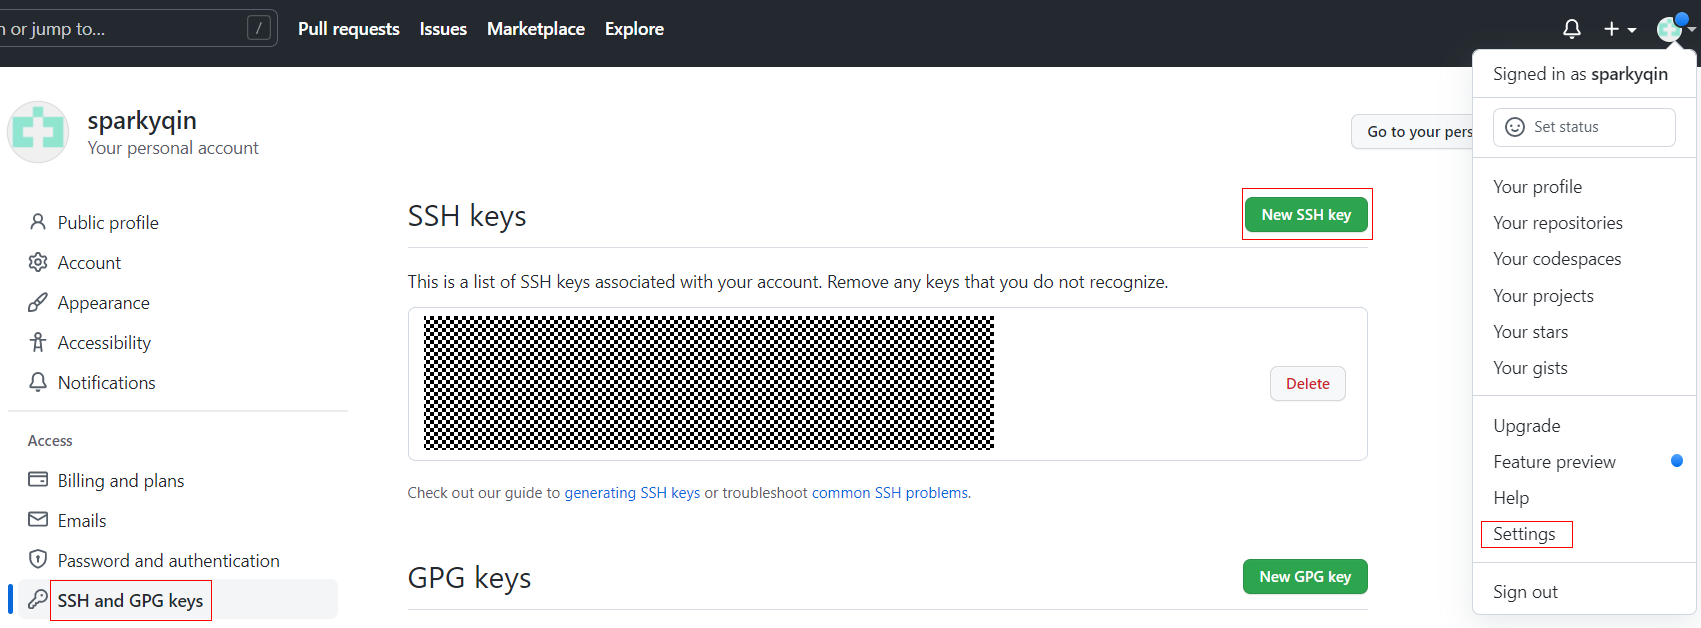 or jump to...
/
Pull requests
Issues
Marketplace
Explore
Signed in as sparkyqin
Set status
Your profile
Your repositories
Your codespaces
Your projects
Your stars
Your gists
Upgrade
Feature preview
Help
Settings
Sign out
sparkyqin
Your personal account
Go to your pers
Public profile
Account
Appearance
Accessibility
Notifications
Access
Billing and plans
Emails
Password and authentication
SSH and GPG keys
SSH keys
New SSH key
This is a list of SSH keys associated with your account. Remove any keys that you do not recognize.
Delete
Check out our guide to generating SSH keys or troubleshoot common SSH problems.
GPG keys
New GPG key